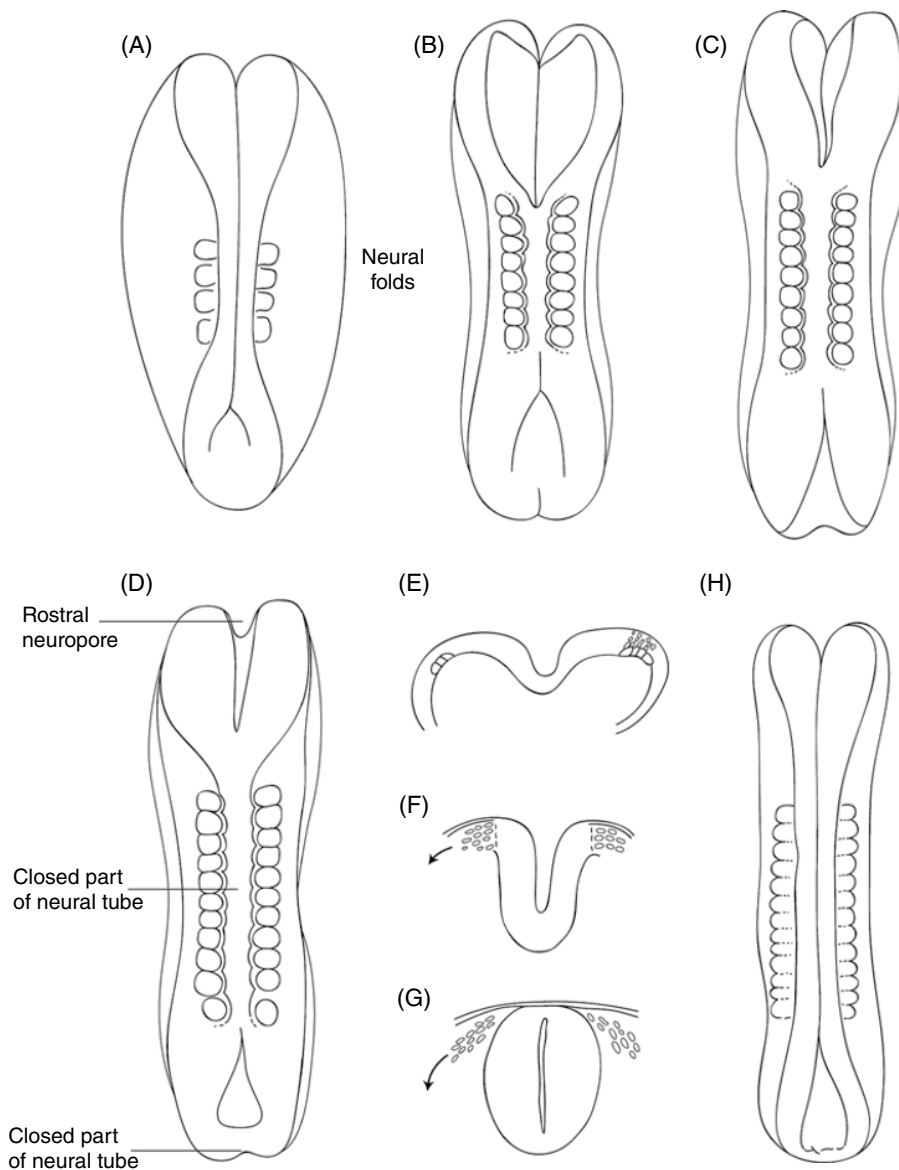 (A)
(B)
(C)
Neural
folds
(D)
Rostral
neuropore
Closed part
of neural tube
Closed part
of neural tube
(E)
(F)
(G)
(H)